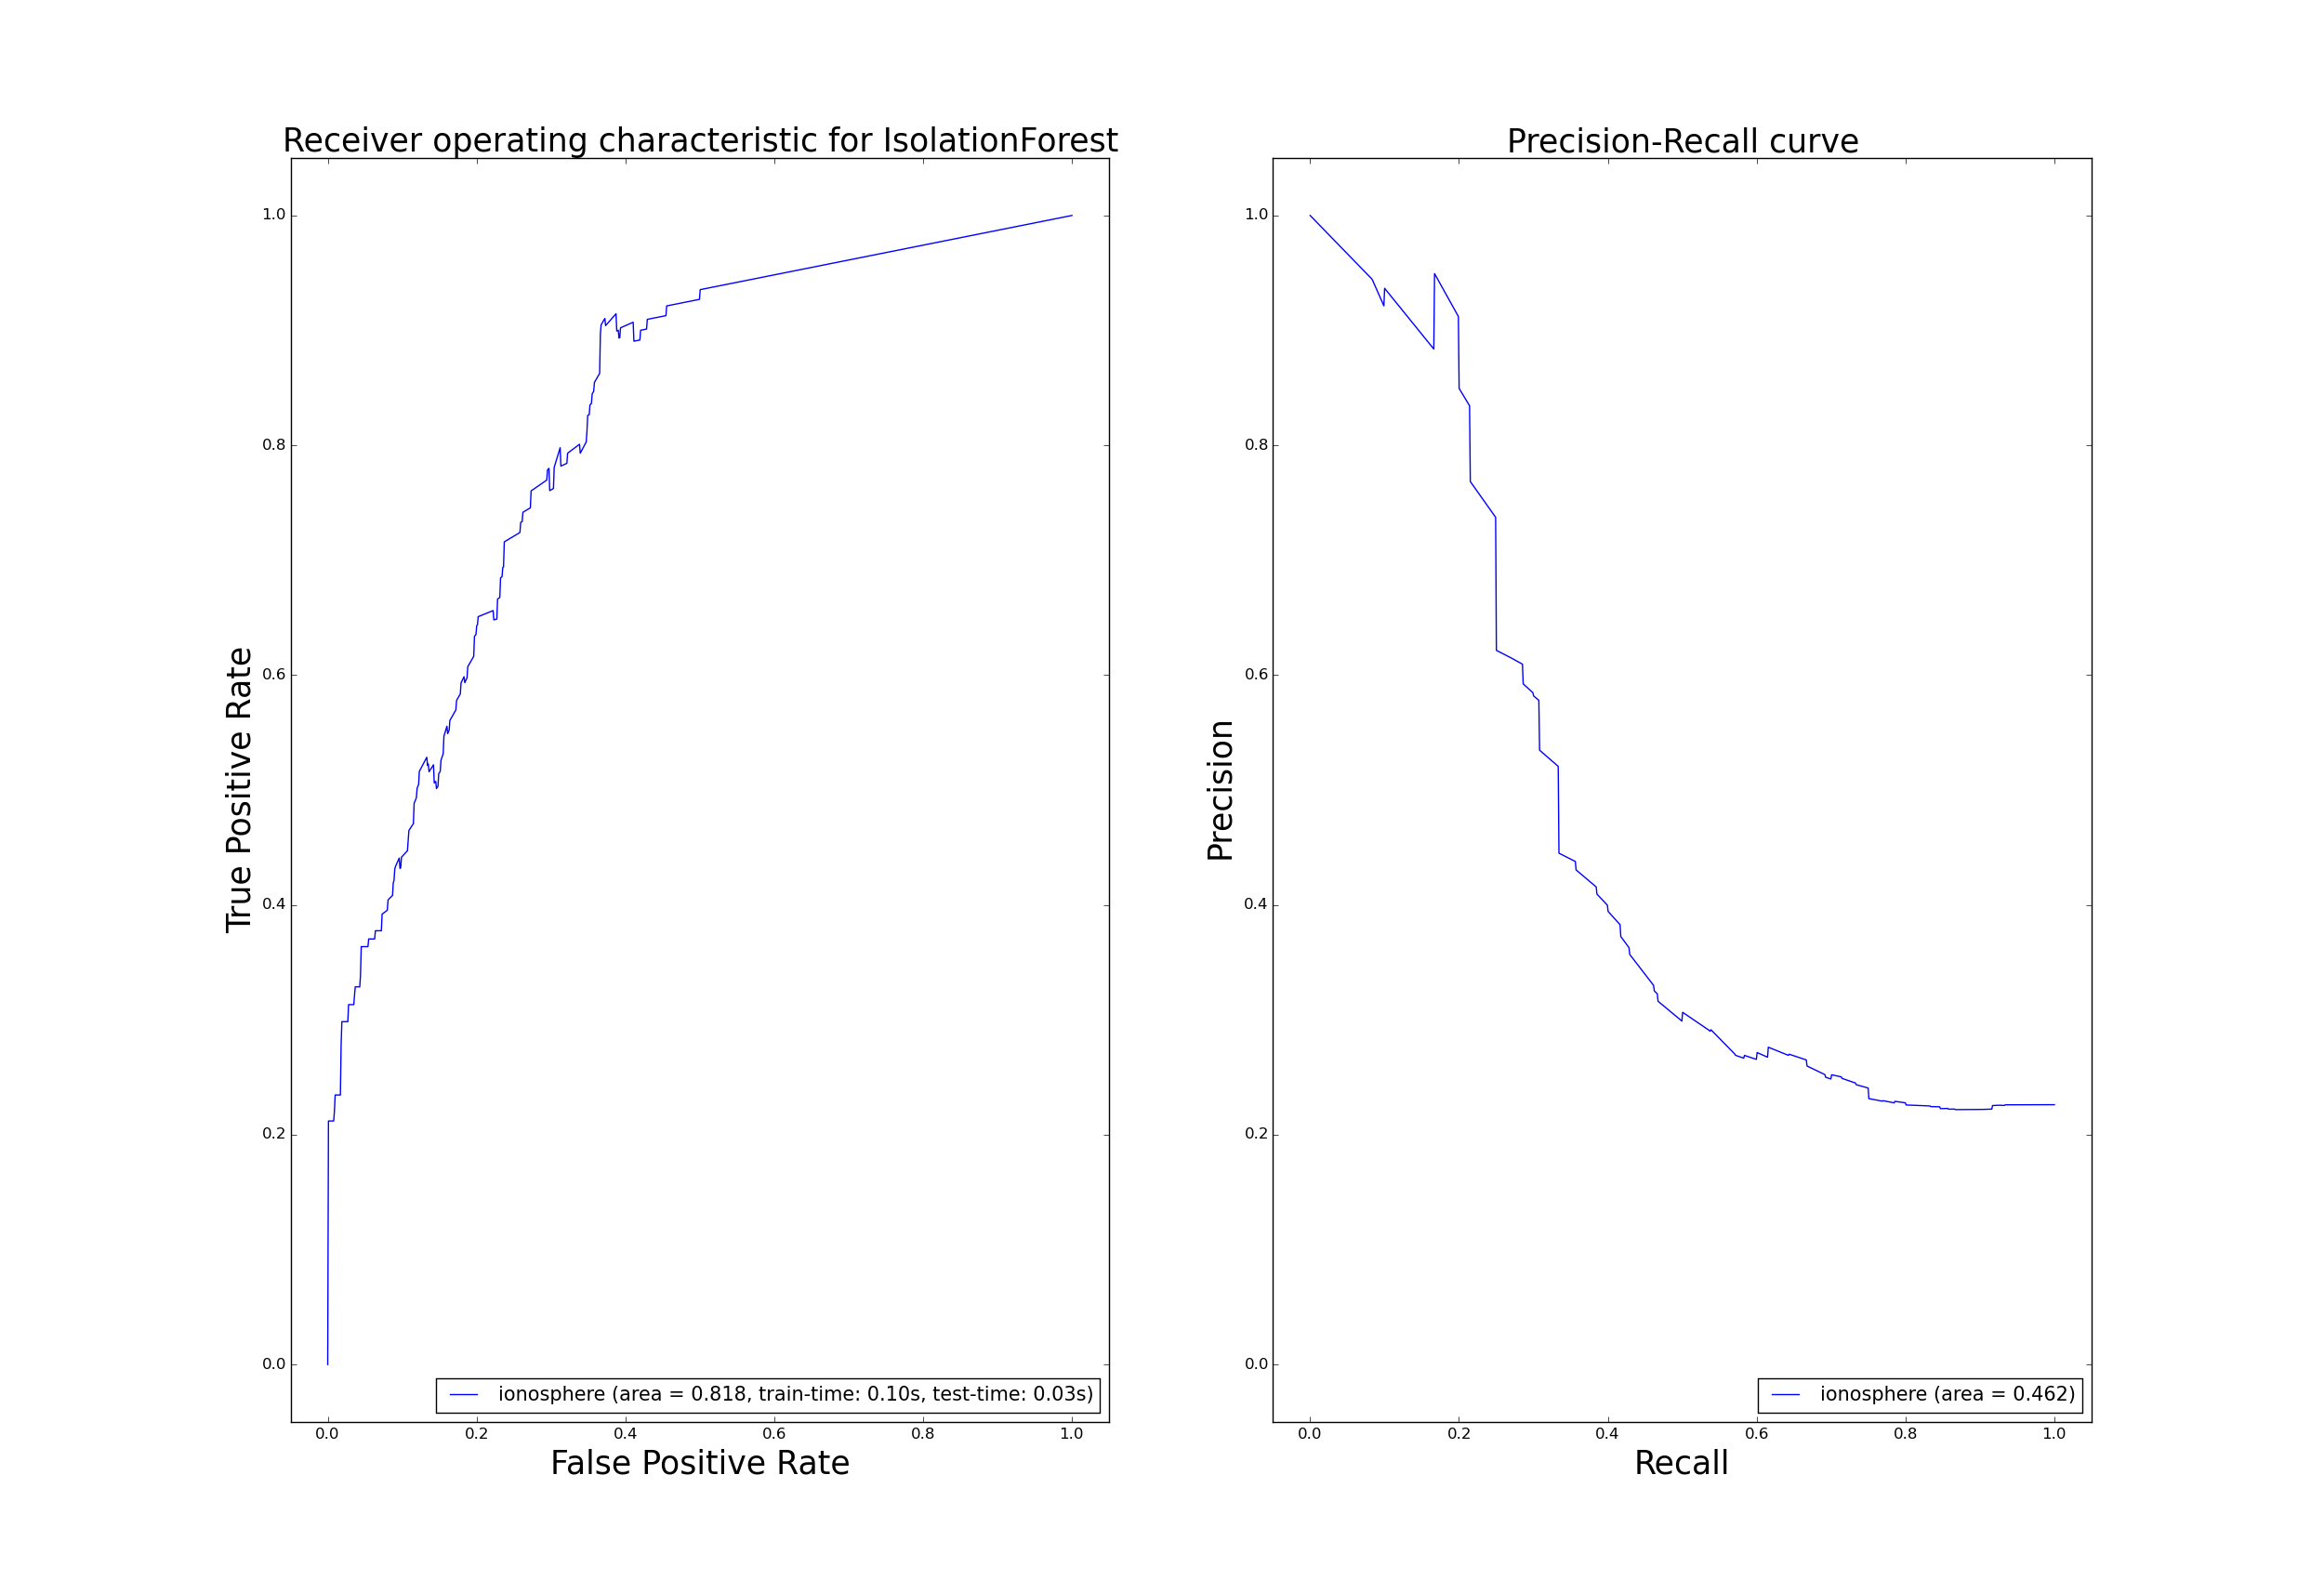 Receiver operating characteristic for IsolationForest
True Positive Rate
1.0
0.8
0.6
0.4
0.2
0.0
ionosphere (area = 0.818, train-time: 0.10s, test-time: 0.03s)
0.0 0.2 0.4 0.6 0.8 1.0
False Positive Rate
Precision-Recall curve
Precision
1.0
0.8
0.6
0.4
0.2
0.0
ionosphere (area = 0.462)
0.0 0.2 0.4 0.6 0.8 1.0
Recall